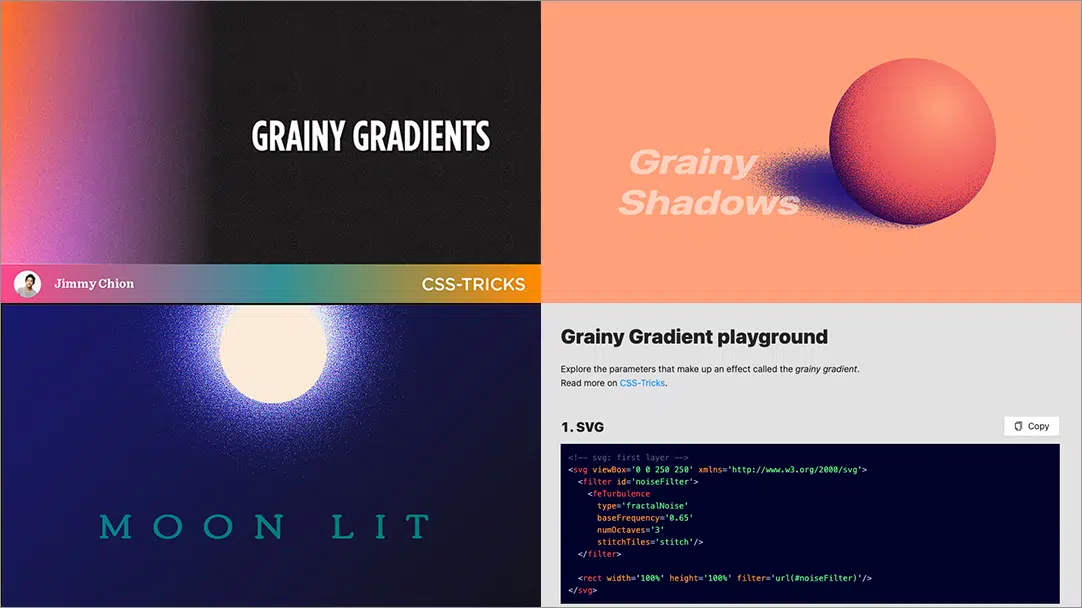 GRAINY GRADIENTS
Jimmy Chion
CSS-TRICKS
Grainy
Shadows
MOON LIT
Grainy Gradient playground
Explore the parameters that make up an effect called the grainy gradient.
Read more on CSS-Tricks.
1. SVG
Copy
<!-- svg: first layer -->
<svg viewBox='0 0 250 250' xmlns='http://www.w3.org/2000/svg'>
<filter id='noiseFilter'>
<feTurbulence
type='fractalNoise'
baseFrequency='0.65'
numOctaves='3'
stitchTiles='stitch'/>
</filter>
<rect width='100%' height='100%' filter='url(#noiseFilter)'/>
</svg>